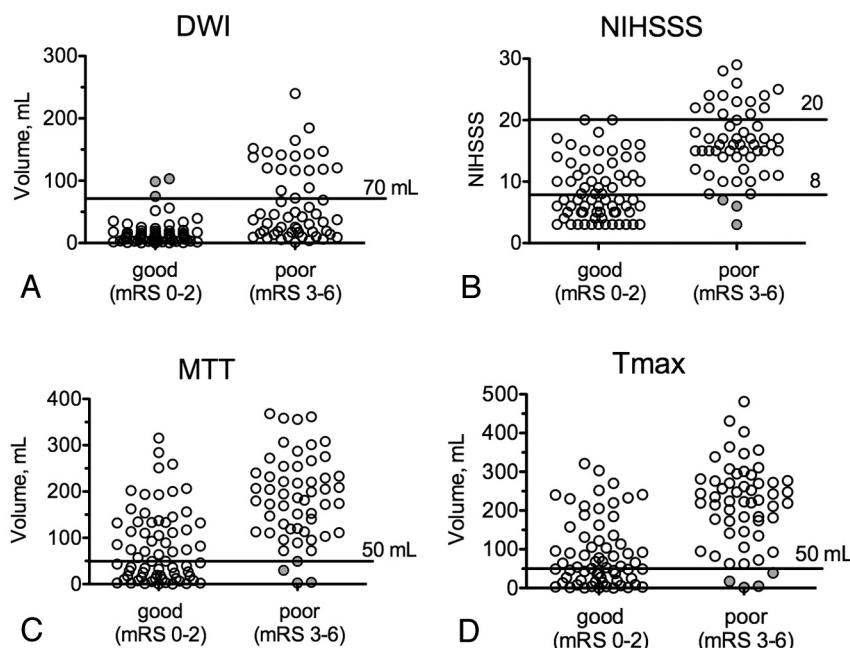 DWI
300
200
100
0
Volume, mL
70 mL
good
(mRS 0-2)
poor
(mRS 3-6)
A
NIHSSS
30
20
10
0
NIHSSS
20
8
good
(mRS 0-2)
poor
(mRS 3-6)
B
MTT
400
300
200
100
0
Volume, mL
50 mL
good
(mRS 0-2)
poor
(mRS 3-6)
C
Tmax
500
400
300
200
100
0
Volume, mL
50 mL
good
(mRS 0-2)
poor
(mRS 3-6)
D